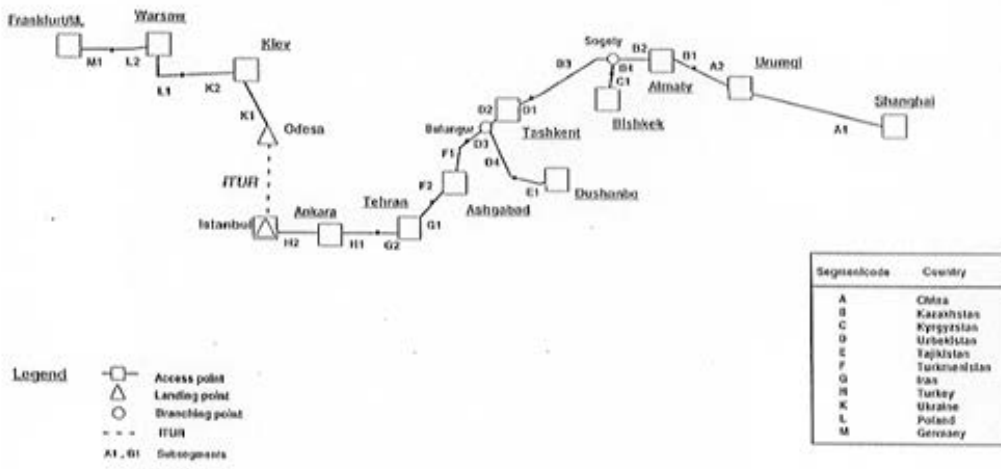 Frankfurt/M.
Warsaw
Kiev
M1
L2
L1
K2
K1
Odesa
ITUR
Istanbul
H2
Ankara
H1
G2
Tehran
G1
F2
F1
Ashgabad
D3
D2
D1
Tashkent
D4
E1
Dushanbe
B3
Sogely
B4
B2
C1
Bishkek
Almaty
B1
A2
Urumqi
A1
Shanghai
Segmentcode Country
A China
B Kazakhstan
C Kyrgyzstan
D Uzbekistan
E Tajikistan
F Turkmenistan
G Iran
H Turkey
K Ukraine
L Poland
M Germany
Legend
Access point
Landing point
Branching point
ITUR
A1 , B1 Subsegments